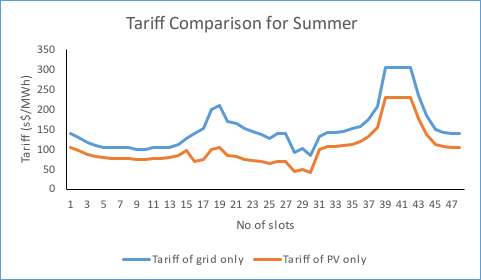 Tariff Comparison for Summer
350
300
250
200
150
100
50
0
Tariff (s$/MWh)
1 3 5 7 9 11 13 15 17 19 21 23 25 27 29 31 33 35 37 39 41 43 45 47
No of slots
Tariff of grid only Tariff of PV only